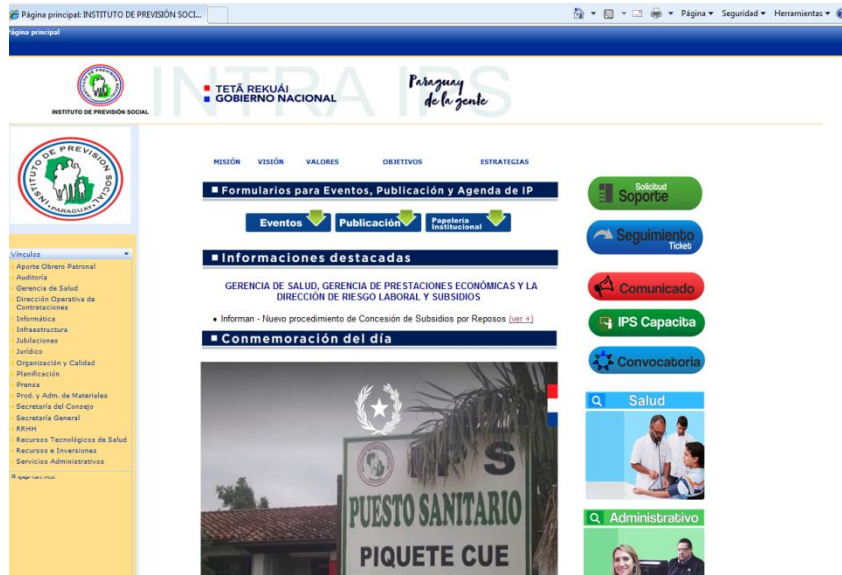 Página principal: INSTITUTO DE PREVISIÓN SOCI...
Página
Seguridad
Herramientas
Página principal
INTRA IPS
INSTITUTO DE PREVISIÓN SOCIAL
TETÃ REKUÁI
GOBIERNO NACIONAL
Paraguay
de la gente
INSTITUTO DE PREVISION SOCIAL
PARAGUAY
MISIÓN VISIÓN VALORES OBJETIVOS ESTRATEGIAS
Formularios para Eventos, Publicación y Agenda de IP
Eventos
Publicación
Papelería
Institucional
Informaciones destacadas
GERENCIA DE SALUD, GERENCIA DE PRESTACIONES ECONÓMICAS Y LA
DIRECCIÓN DE RIESGO LABORAL Y SUBSIDIOS
• Informan - Nuevo procedimiento de Concesión de Subsidios por Reposos (ver +)
Conmemoración del día
IPS
PUESTO SANITARIO
PIQUETE CUE
Vínculos
Aporte Obrero Patronal
Auditoría
Gerencia de Salud
Dirección Operativa de
Contrataciones
Informática
Infraestructura
Jubilaciones
Jurídico
Organización y Calidad
Planificación
Prensa
Prod. y Adm. de Materiales
Secretaría del Consejo
Secretaría General
RRHH
Recursos Tecnológicos de Salud
Recursos e Inversiones
Servicios Administrativos
Agregar nuevo vínculo
Solicitud
Soporte
Seguimiento
Ticket
Comunicado
IPS Capacita
Convocatoria
Salud
Administrativo